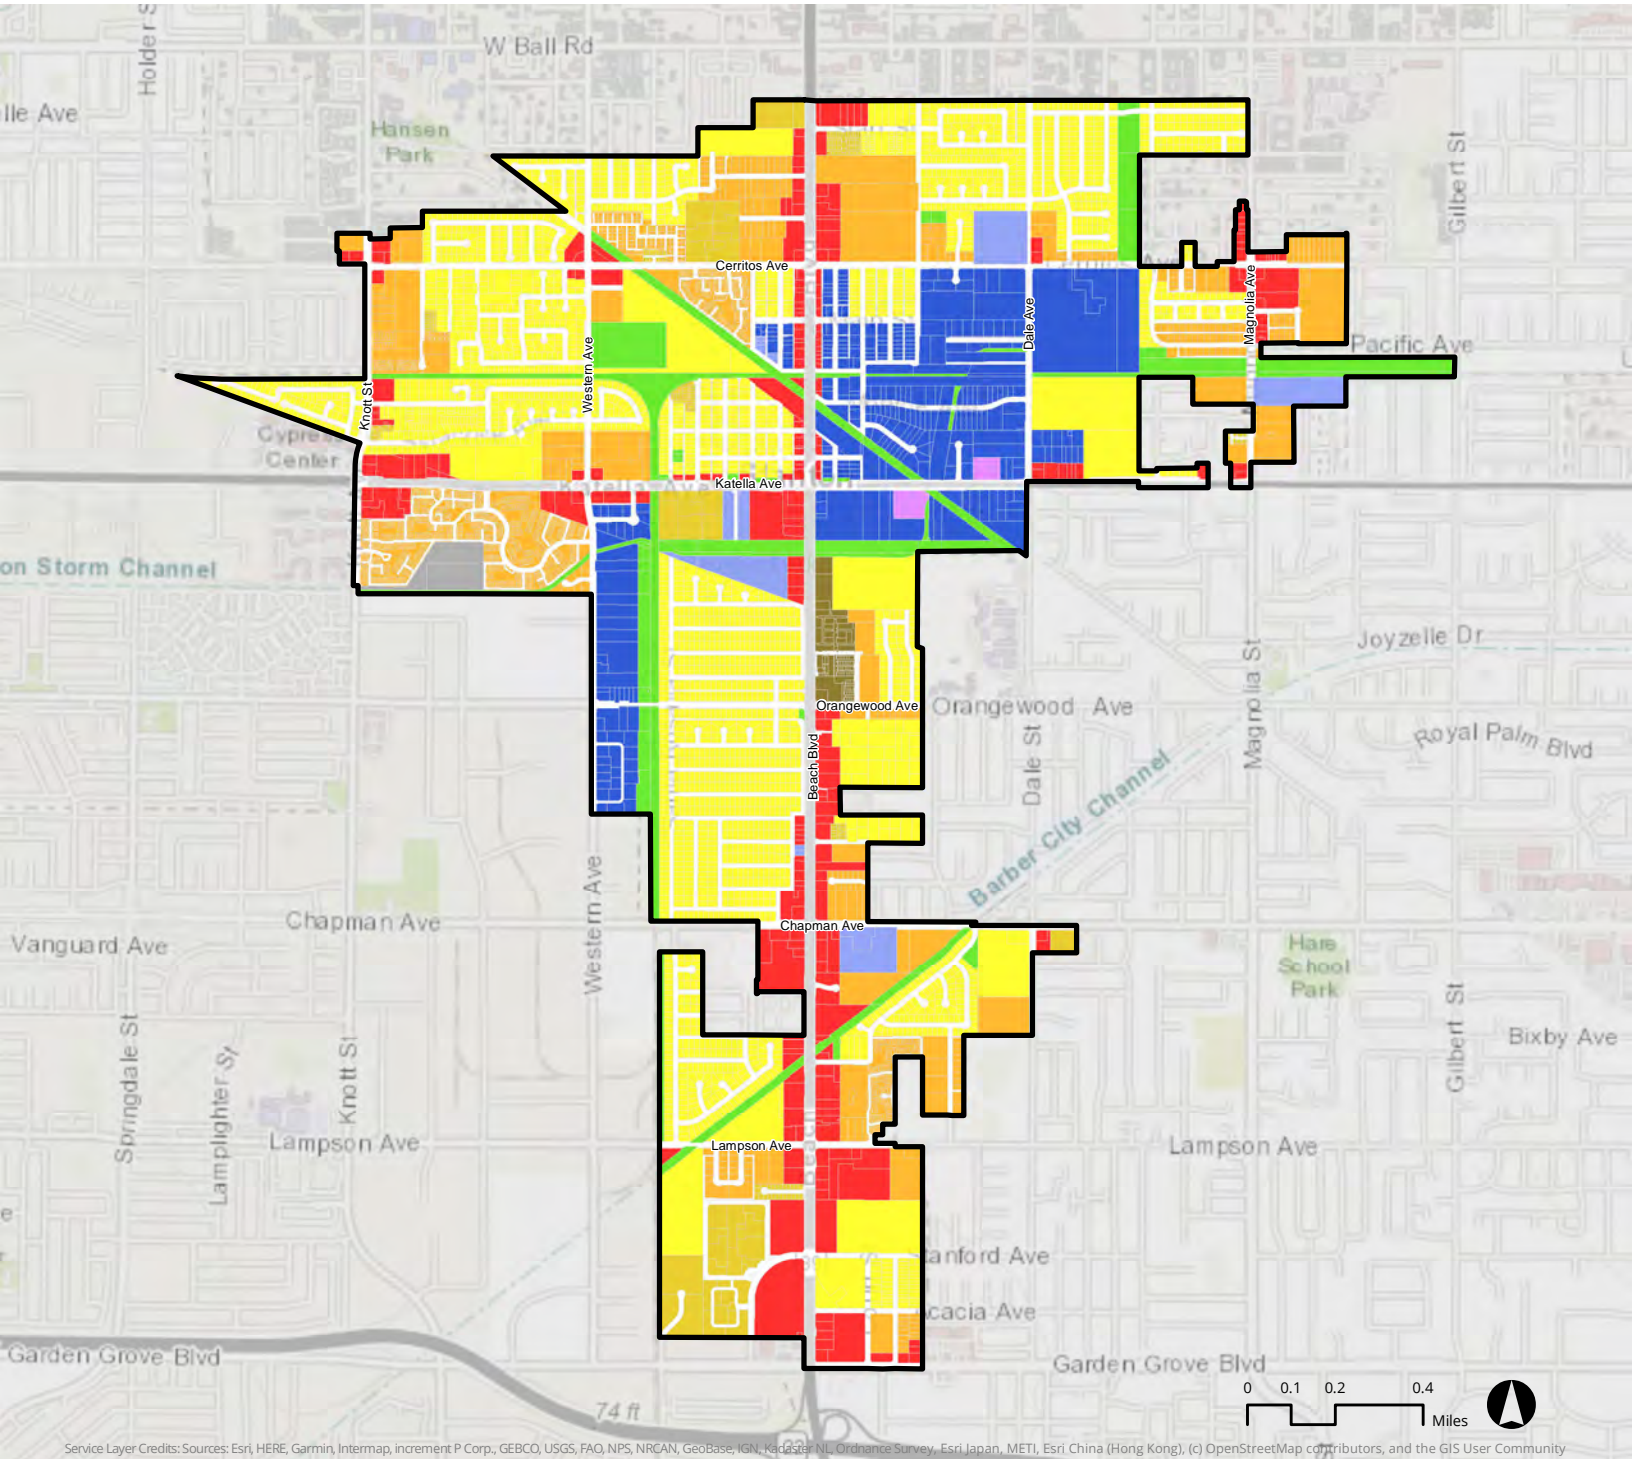 Holder S
W Ball Rd
lle Ave
Hansen
Park
Gilbert St
Cerritos Ave
Magnolia Ave
Dale Ave
Pacific Ave
Western Ave
Knott St
Cypress
Center
Katella Ave
Katella Ave
on Storm Channel
Joyzelle Dr
Magnolia St
Orangewood Ave
Orangewood Ave
Dale St
Royal Palm Blvd
Beach Blvd
Barber City Channel
Western Ave
Chapman Ave
Chapman Ave
Vanguard Ave
Hare
School
Park
Gilbert St
Bixby Ave
Springdale St
Lamplighter St
Knott St
Lampson Ave
Lampson Ave
Lampson Ave
Beach
e
Stanford Ave
Acacia Ave
Garden Grove Blvd
Garden Grove Blvd
74 ft
0 0.1 0.2 0.4
Miles
Service Layer Credits: Sources: Esri, HERE, Garmin, Intermap, increment P Corp., GEBCO, USGS, FAO, NPS, NRCAN, GeoBase, IGN, Kadaster NL, Ordnance Survey, Esri Japan, METI, Esri China (Hong Kong), (c) OpenStreetMap contributors, and the GIS User Community